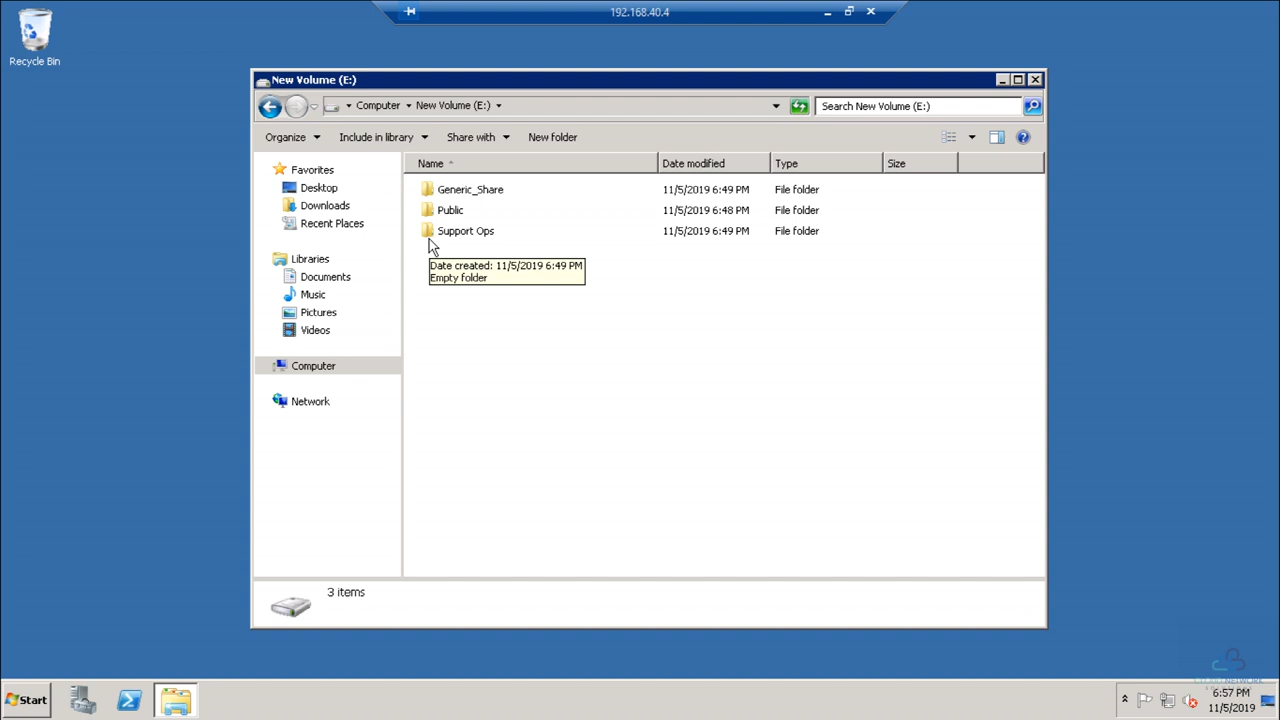 192.168.40.4
Recycle Bin
New Volume (E:)
Computer New Volume (E:)
Search New Volume (E:)
Organize Include in library Share with New folder
Name Date modified Type Size
Favorites
Desktop
Downloads
Recent Places
Libraries
Documents
Music
Pictures
Videos
Computer
Network
Generic_Share 11/5/2019 6:49 PM File folder
Public 11/5/2019 6:48 PM File folder
Support Ops 11/5/2019 6:49 PM File folder
Date created: 11/5/2019 6:49 PM
Empty folder
3 items
Start
6:57 PM
11/5/2019